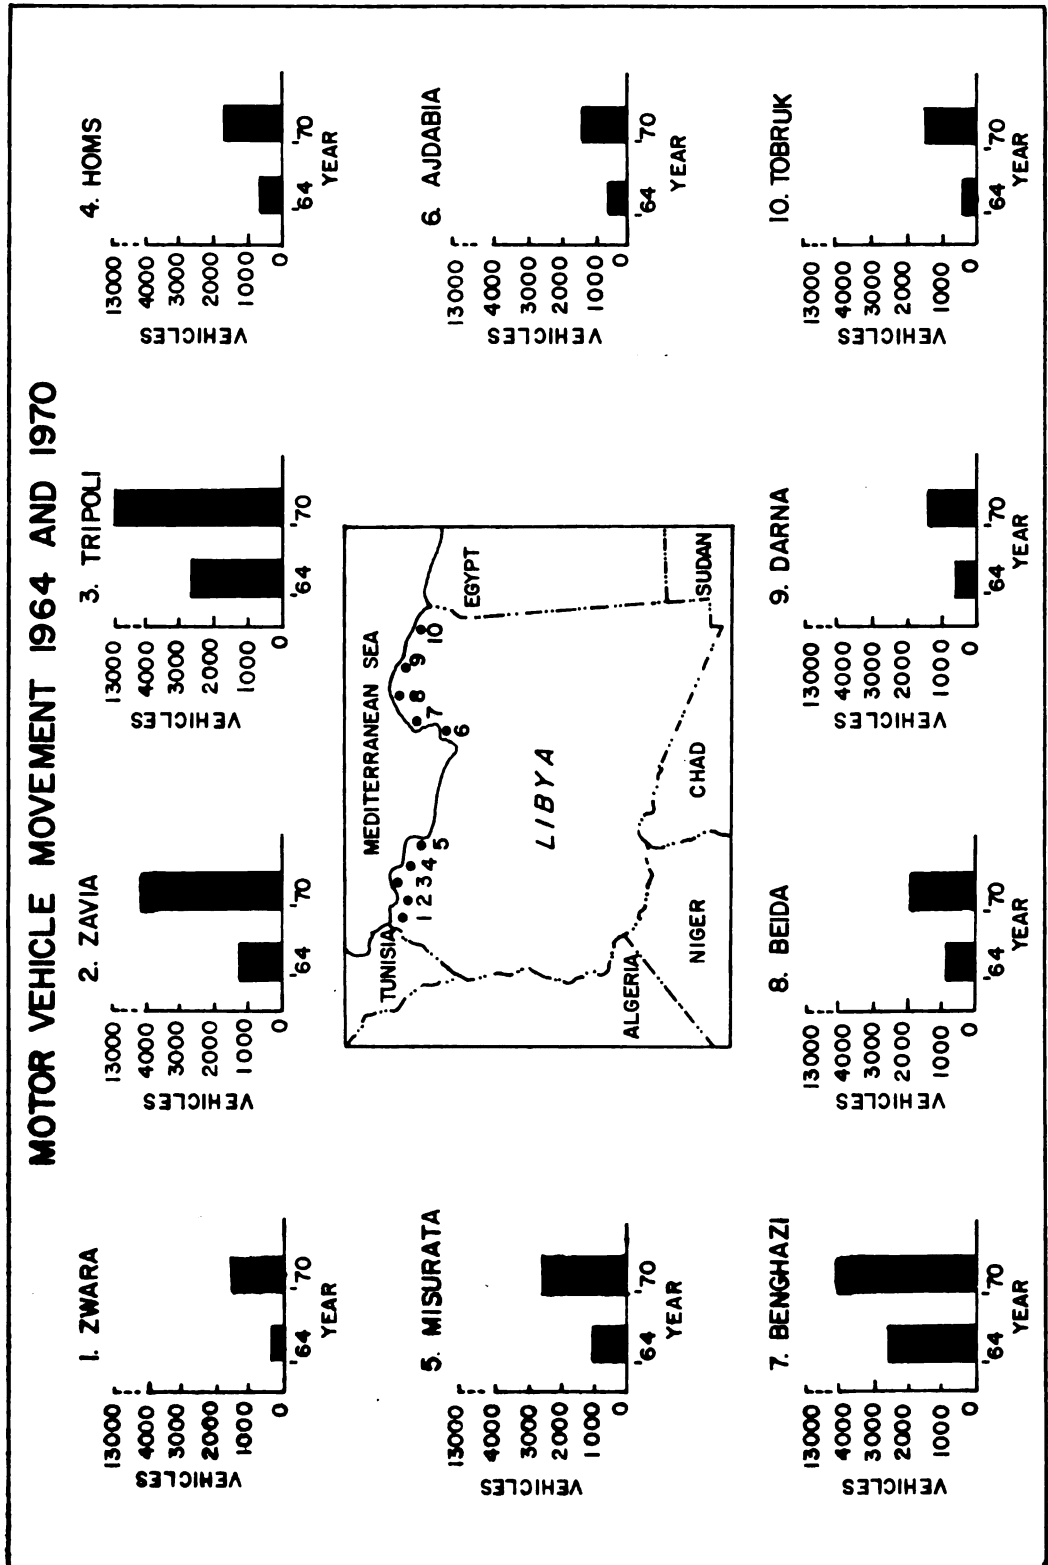 MOTOR VEHICLE MOVEMENT 1964 AND 1970
1. ZWARA
VEHICLES
13000
4000
3000
2000
1000
0
'64
'70
YEAR
2. ZAVIA
VEHICLES
13000
4000
3000
2000
1000
0
'64
'70
3. TRIPOLI
VEHICLES
13000
4000
3000
2000
1000
0
'64
'70
4. HOMS
VEHICLES
13000
4000
3000
2000
1000
0
'64
'70
YEAR
5. MISURATA
VEHICLES
13000
4000
3000
2000
1000
0
'64
'70
YEAR
MEDITERRANEAN SEA
TUNISIA
1 2 3 4 5
6
7
8
9
10
EGYPT
LIBYA
ALGERIA
NIGER
CHAD
SUDAN
6. AJDABIA
VEHICLES
13000
4000
3000
2000
1000
0
'64
'70
YEAR
7. BENGHAZI
VEHICLES
13000
4000
3000
2000
1000
0
'64
'70
YEAR
8. BEIDA
VEHICLES
13000
4000
3000
2000
1000
0
'64
'70
YEAR
9. DARNA
VEHICLES
13000
4000
3000
2000
1000
0
'64
'70
YEAR
10. TOBRUK
VEHICLES
13000
4000
3000
2000
1000
0
'64
'70
YEAR